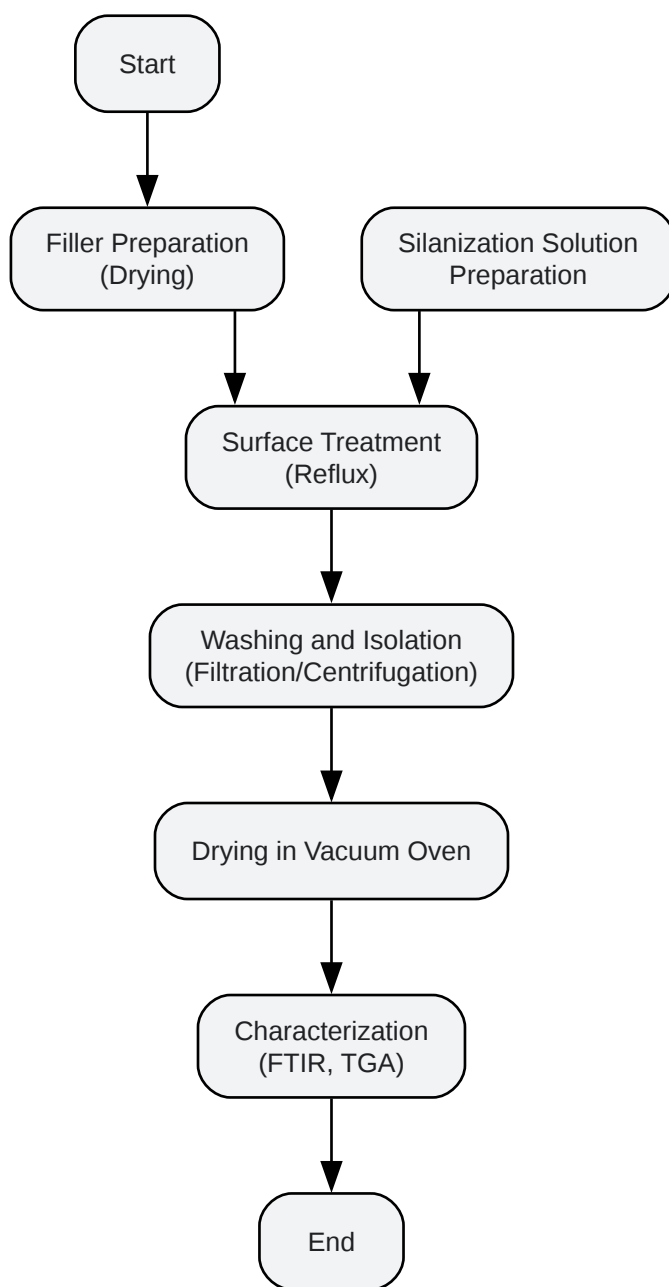 Start
Filler Preparation
(Drying)
Silanization Solution
Preparation
Surface Treatment
(Reflux)
Washing and Isolation
(Filtration/Centrifugation)
Drying in Vacuum Oven
Characterization
(FTIR, TGA)
End